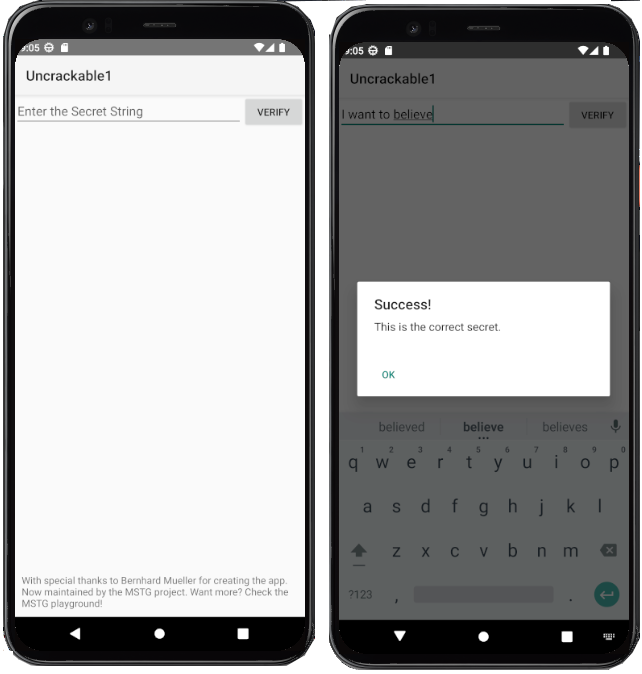 9:05
Uncrackable1
Enter the Secret String
VERIFY
With special thanks to Bernhard Mueller for creating the app.
Now maintained by the MSTG project. Want more? Check the
MSTG playground!
9:05
Uncrackable1
I want to believe
VERIFY
Success!
This is the correct secret.
OK
believed believe believes
1 2 3 4 5 6 7 8 9 0
q w e r t y u i o p
a s d f g h j k l
z x c v b n m
?123 , .